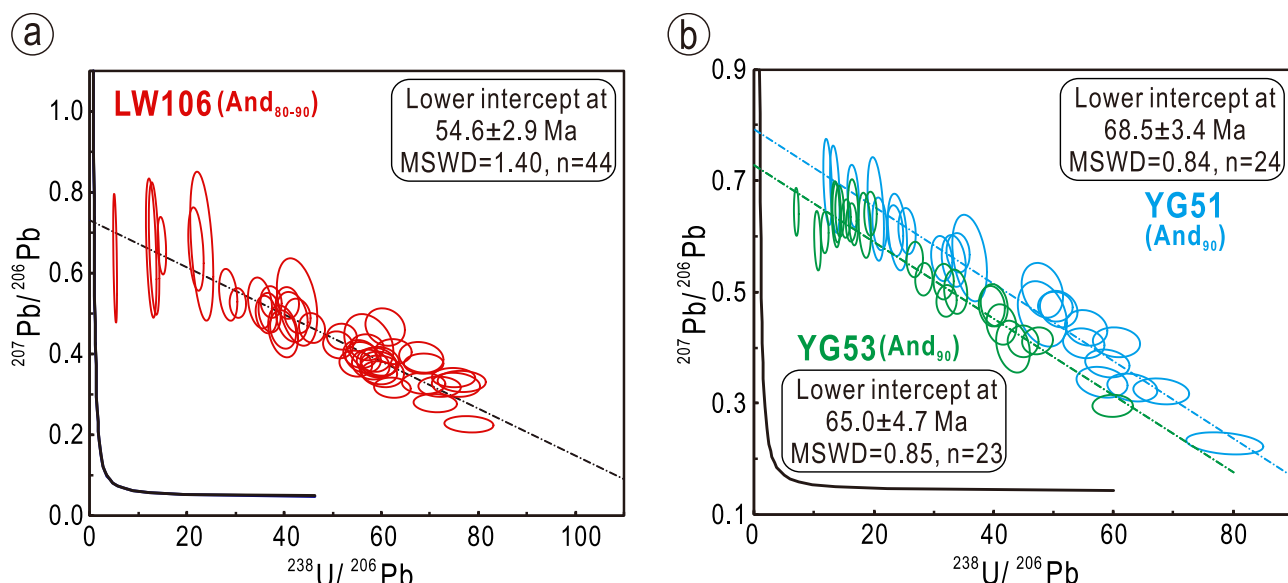 a
LW106 (And80-90)
Lower intercept at
54.6±2.9 Ma
MSWD=1.40, n=44
1.0
0.8
0.6
0.4
0.2
0.0
207Pb/ 206Pb
0 20 40 60 80 100
238U/ 206Pb
b
Lower intercept at
68.5±3.4 Ma
MSWD=0.84, n=24
YG51
(And90)
YG53 (And90)
Lower intercept at
65.0±4.7 Ma
MSWD=0.85, n=23
0.9
0.7
0.5
0.3
0.1
207Pb/ 206Pb
0 20 40 60 80
238U/ 206Pb